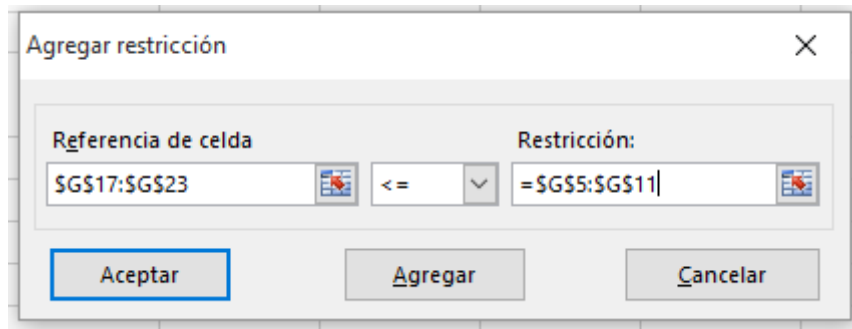 Agregar restricción
Referencia de celda
Restricción:
$G$17:$G$23
<=
=$G$5:$G$11
Aceptar
Agregar
Cancelar